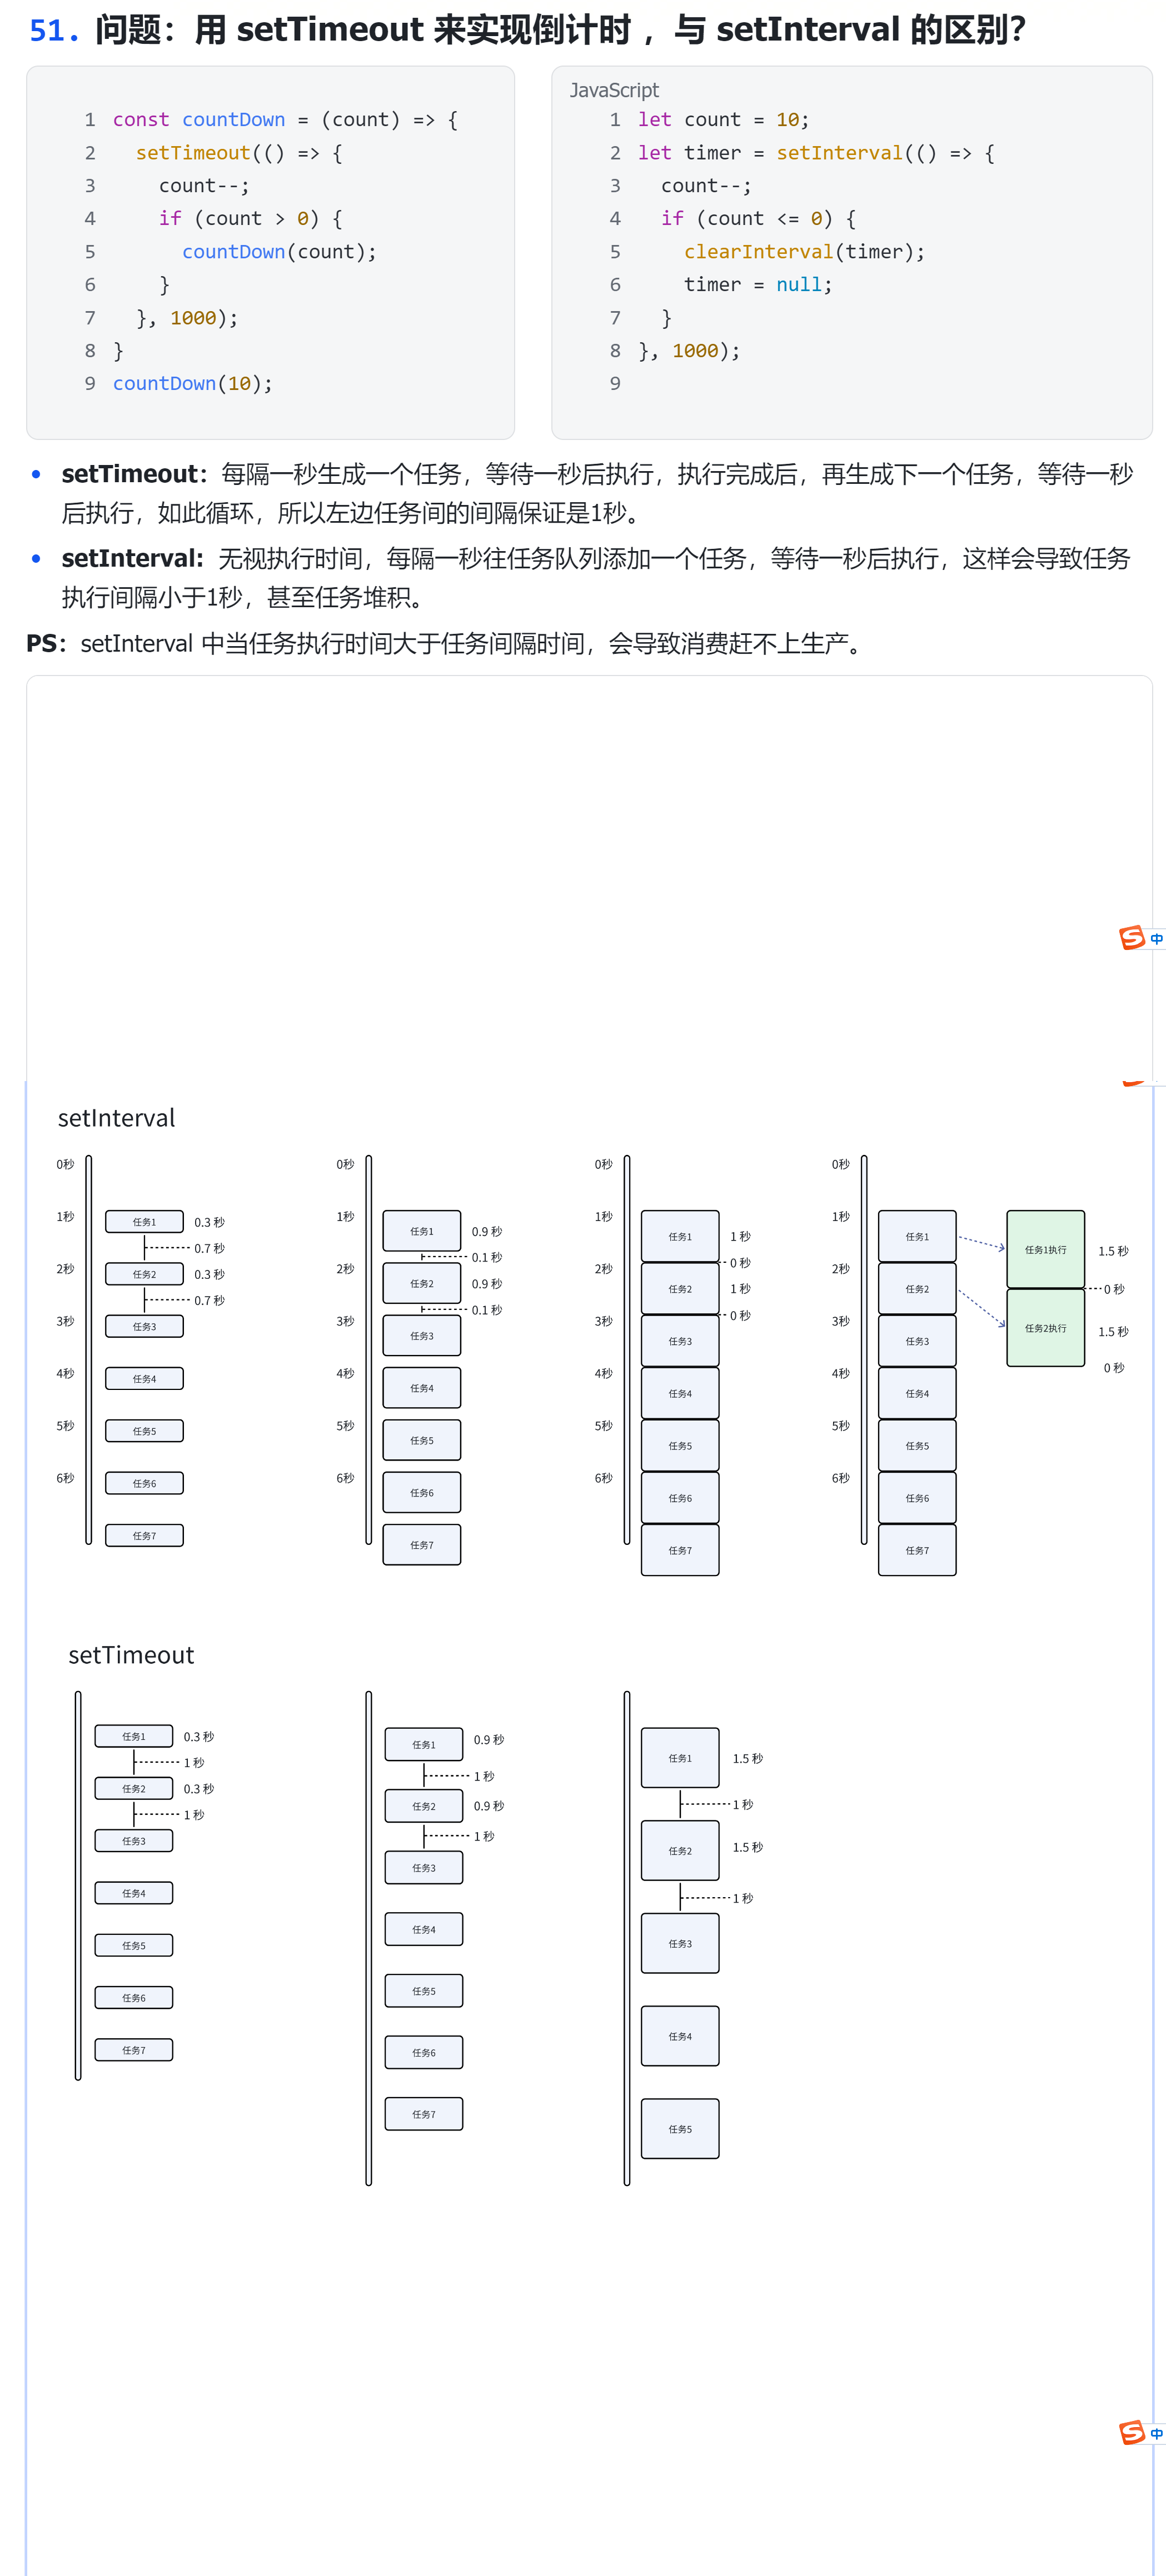 51. 问题：用 setTimeout 来实现倒计时 ，与 setInterval 的区别？
1 const countDown = (count) => {
2 setTimeout(() => {
3 count--;
4 if (count > 0) {
5 countDown(count);
6 }
7 }, 1000);
8 }
9 countDown(10);
JavaScript
1 let count = 10;
2 let timer = setInterval(() => {
3 count--;
4 if (count <= 0) {
5 clearInterval(timer);
6 timer = null;
7 }
8 }, 1000);
9
• setTimeout：每隔一秒生成一个任务，等待一秒后执行，执行完成后，再生成下一个任务，等待一秒
后执行，如此循环，所以左边任务间的间隔保证是1秒。
• setInterval：无视执行时间，每隔一秒往任务队列添加一个任务，等待一秒后执行，这样会导致任务
执行间隔小于1秒，甚至任务堆积。
PS：setInterval 中当任务执行时间大于任务间隔时间，会导致消费赶不上生产。
S 中
setInterval
0秒
1秒
2秒
3秒
4秒
5秒
6秒
任务1
0.3 秒
0.7 秒
任务2
0.3 秒
0.7 秒
任务3
任务4
任务5
任务6
任务7
0秒
1秒
2秒
3秒
4秒
5秒
6秒
任务1
0.9 秒
0.1 秒
任务2
0.9 秒
0.1 秒
任务3
任务4
任务5
任务6
任务7
0秒
1秒
2秒
3秒
4秒
5秒
6秒
任务1
1 秒
0 秒
任务2
1 秒
0 秒
任务3
任务4
任务5
任务6
任务7
0秒
1秒
2秒
3秒
4秒
5秒
6秒
任务1
任务2
任务3
任务4
任务5
任务6
任务7
任务1执行
1.5 秒
0 秒
任务2执行
1.5 秒
0 秒
setTimeout
任务1
0.3 秒
1 秒
任务2
0.3 秒
1 秒
任务3
任务4
任务5
任务6
任务7
任务1
0.9 秒
1 秒
任务2
0.9 秒
1 秒
任务3
任务4
任务5
任务6
任务7
任务1
1.5 秒
1 秒
任务2
1.5 秒
1 秒
任务3
任务4
任务5
S 中